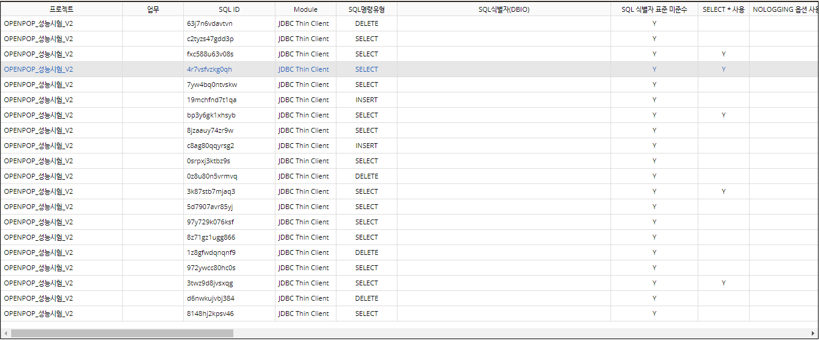 프로젝트 업무 SQL ID Module SQL명령유형 SQL식별자(DBIO) SQL 식별자 표준 미준수 SELECT * 사용 NOLOGGING 옵션 사용
OPENPOP_성능시험_V2 63j7n6vdavtvn JDBC Thin Client DELETE Y
OPENPOP_성능시험_V2 c2tyzs47gdd3p JDBC Thin Client SELECT Y
OPENPOP_성능시험_V2 fxc588u63v08s JDBC Thin Client SELECT Y Y
OPENPOP_성능시험_V2 4r7vsfvzkg0qh JDBC Thin Client SELECT Y Y
OPENPOP_성능시험_V2 7yw4bq0ntvskw JDBC Thin Client SELECT Y
OPENPOP_성능시험_V2 19mchfnd7t1qa JDBC Thin Client INSERT Y
OPENPOP_성능시험_V2 bp3y6gk1xhsyb JDBC Thin Client SELECT Y Y
OPENPOP_성능시험_V2 8jzaauy74zr9w JDBC Thin Client SELECT Y
OPENPOP_성능시험_V2 c8ag80qqyrsg2 JDBC Thin Client INSERT Y
OPENPOP_성능시험_V2 0srpxj3ktbz9s JDBC Thin Client SELECT Y
OPENPOP_성능시험_V2 0z8u80n5vrmvq JDBC Thin Client DELETE Y
OPENPOP_성능시험_V2 3k87stb7mjaq3 JDBC Thin Client SELECT Y Y
OPENPOP_성능시험_V2 5d7907avr85yj JDBC Thin Client SELECT Y
OPENPOP_성능시험_V2 97y729k076ksf JDBC Thin Client SELECT Y
OPENPOP_성능시험_V2 8z71gz1ugg866 JDBC Thin Client SELECT Y
OPENPOP_성능시험_V2 1z8gfwdqnqnf9 JDBC Thin Client DELETE Y
OPENPOP_성능시험_V2 972ywcc80hc0s JDBC Thin Client SELECT Y
OPENPOP_성능시험_V2 3twz9d8jvsxqg JDBC Thin Client SELECT Y Y
OPENPOP_성능시험_V2 d6nwkujvbj384 JDBC Thin Client DELETE Y
OPENPOP_성능시험_V2 8148hj2kpsv46 JDBC Thin Client SELECT Y